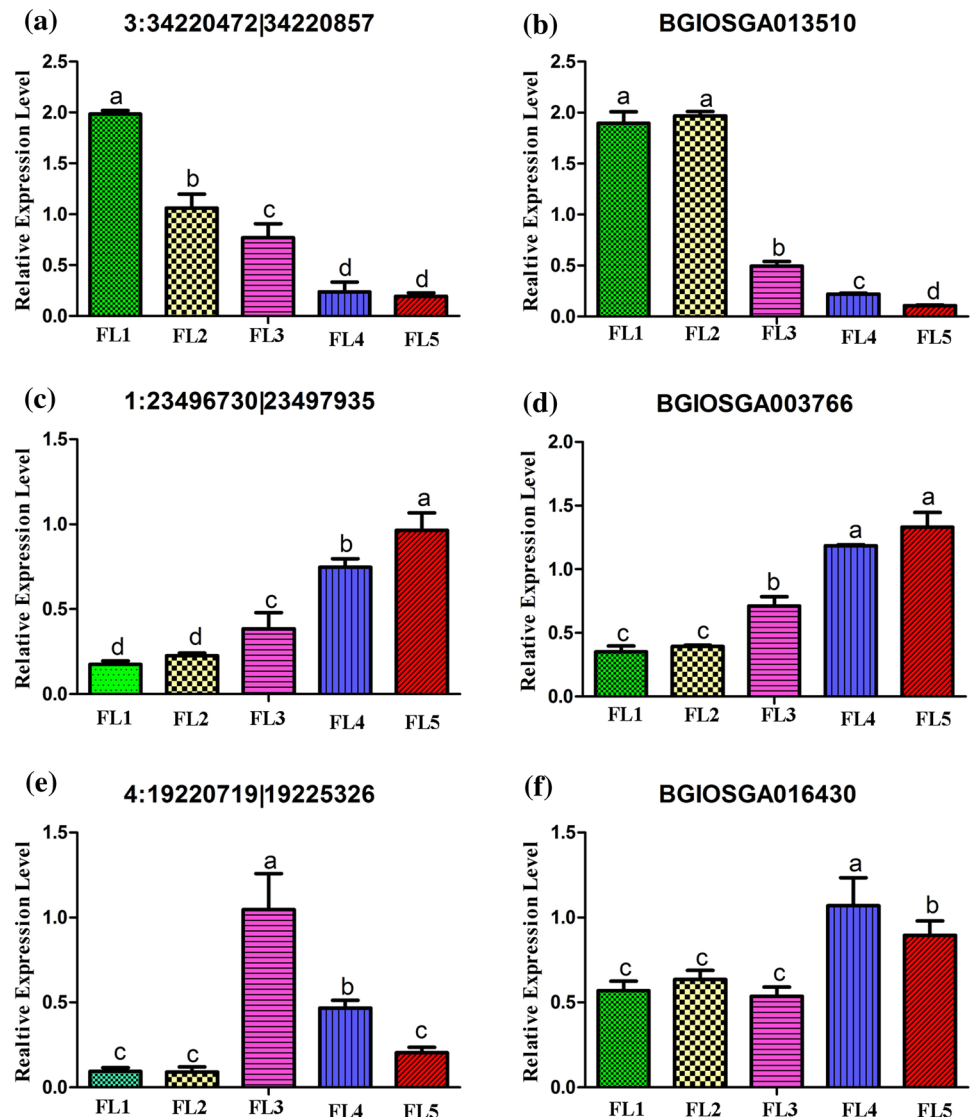 (a)
3:34220472|34220857
Relative Expression Level
2.5
2.0
1.5
1.0
0.5
0.0
a
b
c
d
d
FL1 FL2 FL3 FL4 FL5
(b)
BGIOSGA013510
Realtive Expression Level
2.5
2.0
1.5
1.0
0.5
0.0
a
a
b
c
d
FL1 FL2 FL3 FL4 FL5
(c)
1:23496730|23497935
Relative Expression Level
1.5
1.0
0.5
0.0
d
d
c
b
a
FL1 FL2 FL3 FL4 FL5
(d)
BGIOSGA003766
Relative Expression Level
2.0
1.5
1.0
0.5
0.0
c
c
b
a
a
FL1 FL2 FL3 FL4 FL5
(e)
4:19220719|19225326
Realtive Expression Level
1.5
1.0
0.5
0.0
c
c
a
b
c
FL1 FL2 FL3 FL4 FL5
(f)
BGIOSGA016430
Relative Expression Level
1.5
1.0
0.5
0.0
c
c
c
a
b
FL1 FL2 FL3 FL4 FL5